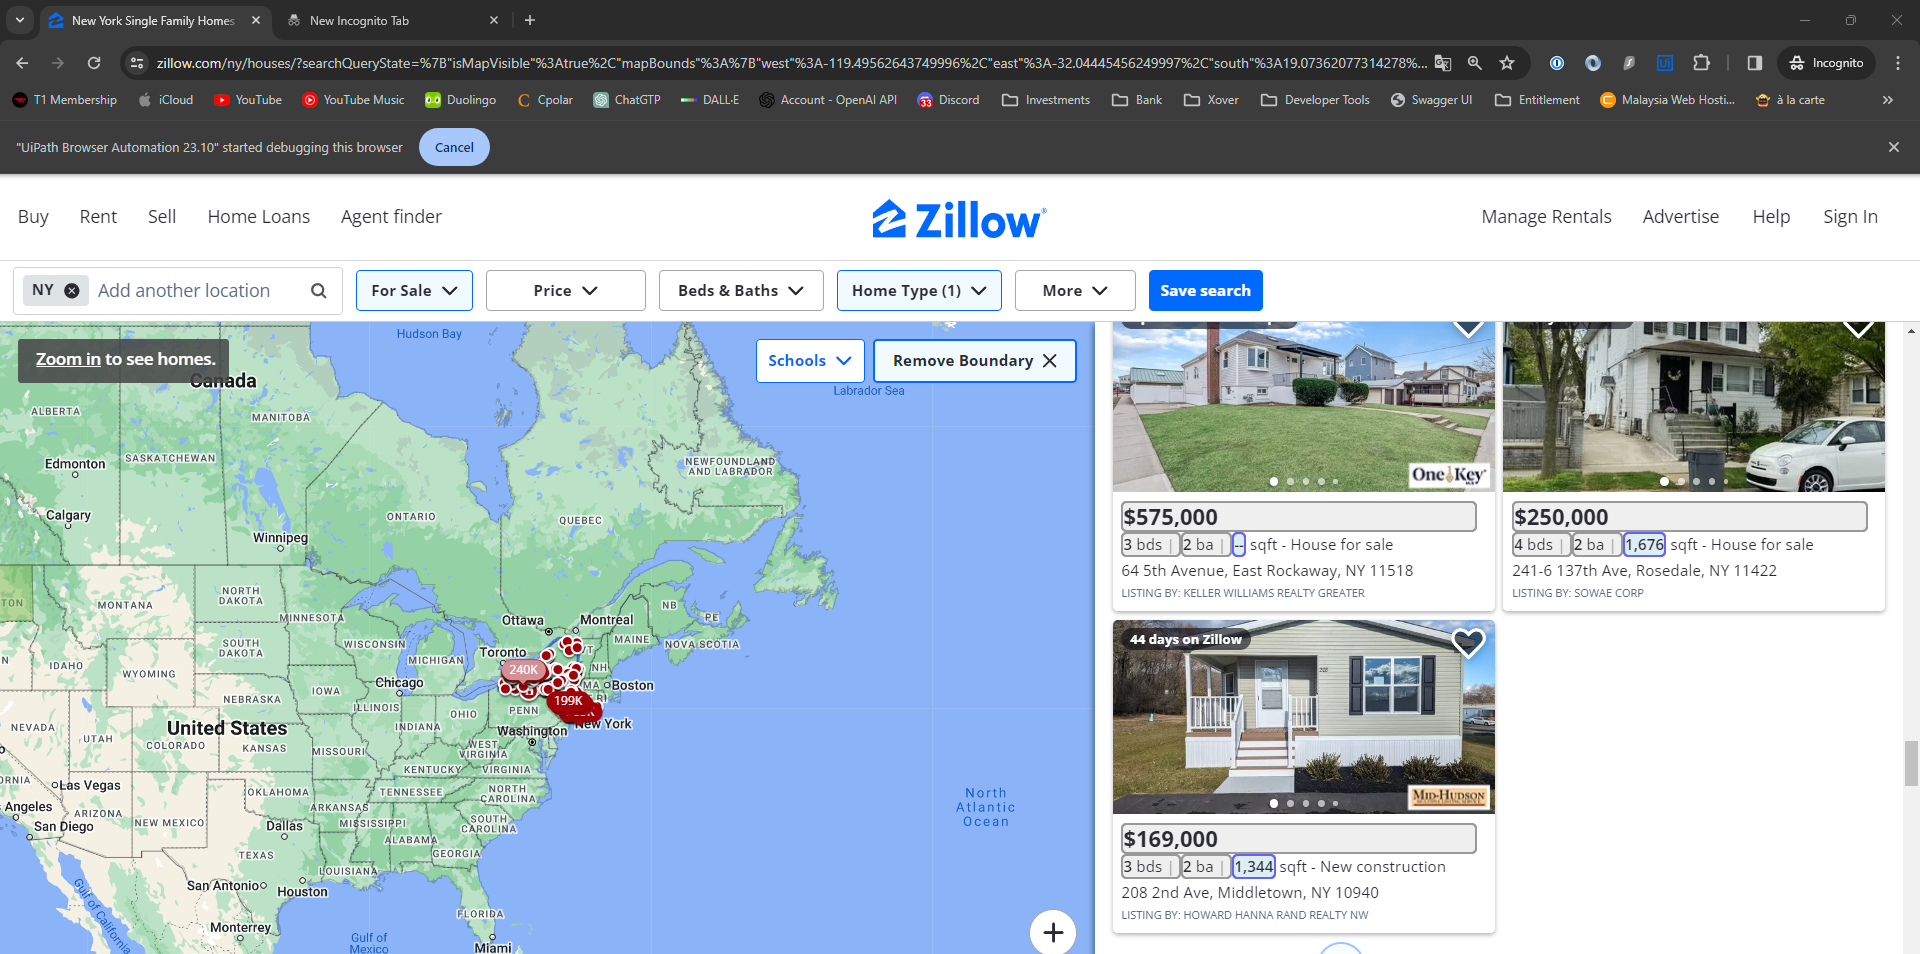 New York Single Family Homes
New Incognito Tab
zillow.com/ny/houses/?searchQueryState=%7B"isMapVisible"%3Atrue%2C"mapBounds"%3A%7B"west"%3A-119.49562643749996%2C"east"%3A-32.04445456249997%2C"south"%3A19.07362077314278%...
Incognito
T1 Membership iCloud YouTube YouTube Music Duolingo Cpolar ChatGTP DALL·E Account - OpenAI API Discord Investments Bank Xover Developer Tools Swagger UI Entitlement Malaysia Web Hosti... à la carte
"UiPath Browser Automation 23.10" started debugging this browser Cancel
Buy Rent Sell Home Loans Agent finder Zillow Manage Rentals Advertise Help Sign In
NY Add another location For Sale Price Beds & Baths Home Type (1) More Save search
Zoom in to see homes.
Schools Remove Boundary
Hudson Bay
Canada
Labrador Sea
ALBERTA
MANITOBA
Edmonton
SASKATCHEWAN
NEWFOUNDLAND
AND LABRADOR
Calgary
ONTARIO
QUEBEC
Winnipeg
TON
MONTANA
NORTH
DAKOTA
MINNESOTA
Ottawa
Montreal
NB
PE
MAINE
NOVA SCOTIA
SOUTH
DAKOTA
WISCONSIN
Toronto
VT
NH
IDAHO
WYOMING
MICHIGAN
240K
MA
Boston
Chicago
NEBRASKA
IOWA
ILLINOIS
OHIO
PENN
199K
RI
NEVADA
UTAH
United States
COLORADO
KANSAS
INDIANA
New York
Washington
MISSOURI
WEST
VIRGINIA
KENTUCKY
VIRGINIA
Las Vegas
OKLAHOMA
TENNESSEE
NORTH
CAROLINA
Angeles
ARIZONA
NEW MEXICO
ARKANSAS
San Diego
Dallas
MISSISSIPPI
SOUTH
CAROLINA
ALABAMA
TEXAS
GEORGIA
LOUISIANA
San Antonio
Houston
Gulf of California
FLORIDA
Monterrey
Gulf of
Mexico
Miami
North
Atlantic
Ocean
OneKey
$575,000
3 bds | 2 ba | -- sqft - House for sale
64 5th Avenue, East Rockaway, NY 11518
LISTING BY: KELLER WILLIAMS REALTY GREATER
$250,000
4 bds | 2 ba | 1,676 sqft - House for sale
241-6 137th Ave, Rosedale, NY 11422
LISTING BY: SOWAE CORP
44 days on Zillow
MID-HUDSON
$169,000
3 bds | 2 ba | 1,344 sqft - New construction
208 2nd Ave, Middletown, NY 10940
LISTING BY: HOWARD HANNA RAND REALTY NW